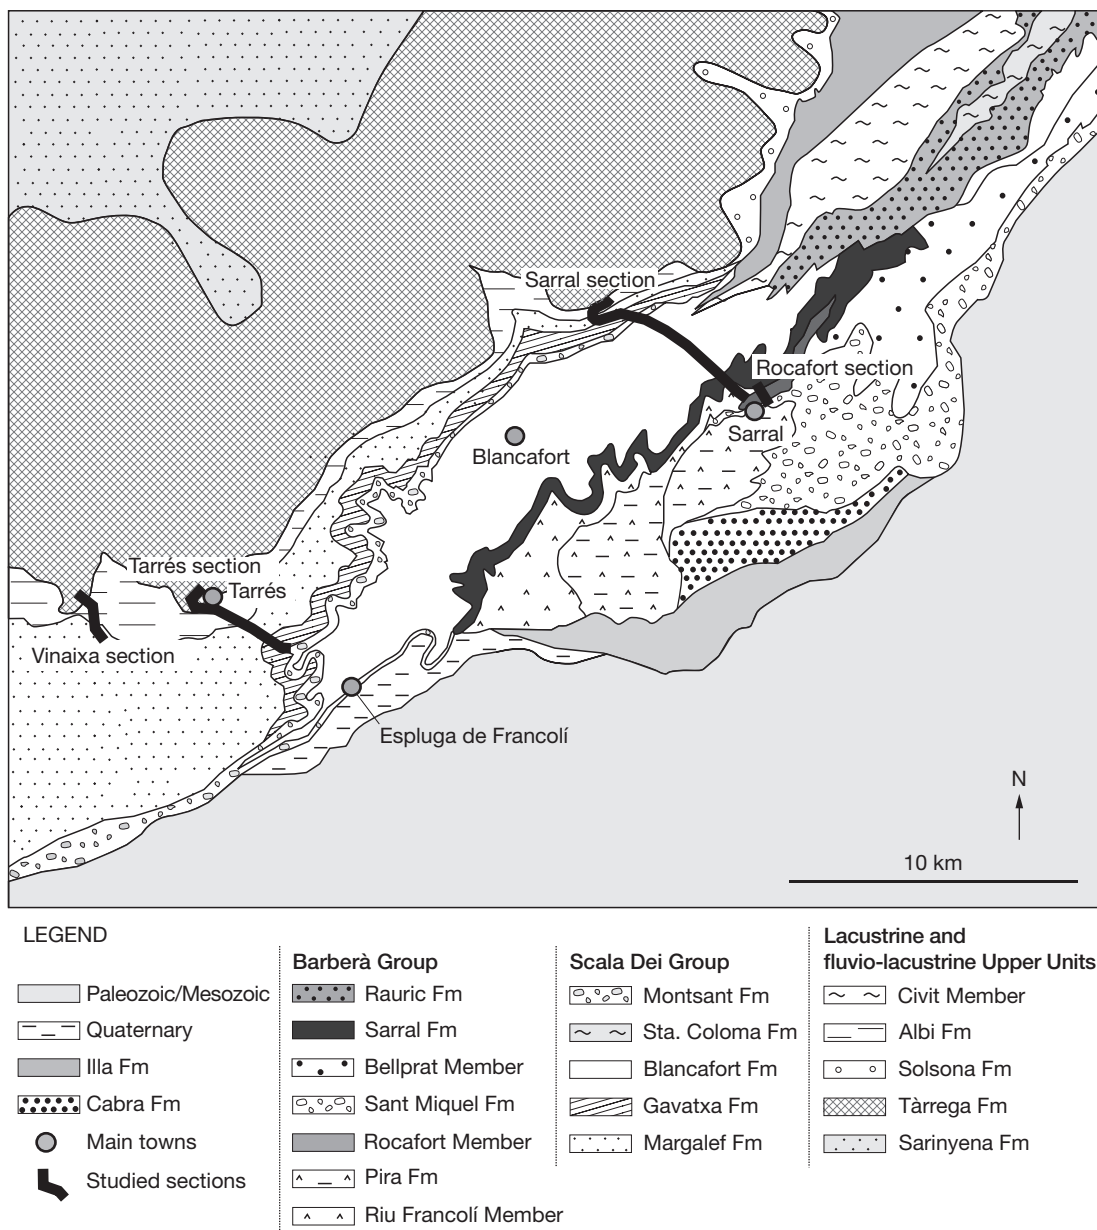 Sarral section
Rocafort section
Sarral
Blancafort
Tarrés section
Tarrés
Vinaixa section
Espluga de Francolí
N
10 km
LEGEND
Paleozoic/Mesozoic
Quaternary
Illa Fm
Cabra Fm
Main towns
Studied sections
Barberà Group
Rauric Fm
Sarral Fm
Bellprat Member
Sant Miquel Fm
Rocafort Member
Pira Fm
Riu Francolí Member
Scala Dei Group
Montsant Fm
Sta. Coloma Fm
Blancafort Fm
Gavatxa Fm
Margalef Fm
Lacustrine and
fluvio-lacustrine Upper Units
Civit Member
Albi Fm
Solsona Fm
Tàrrega Fm
Sarinyena Fm